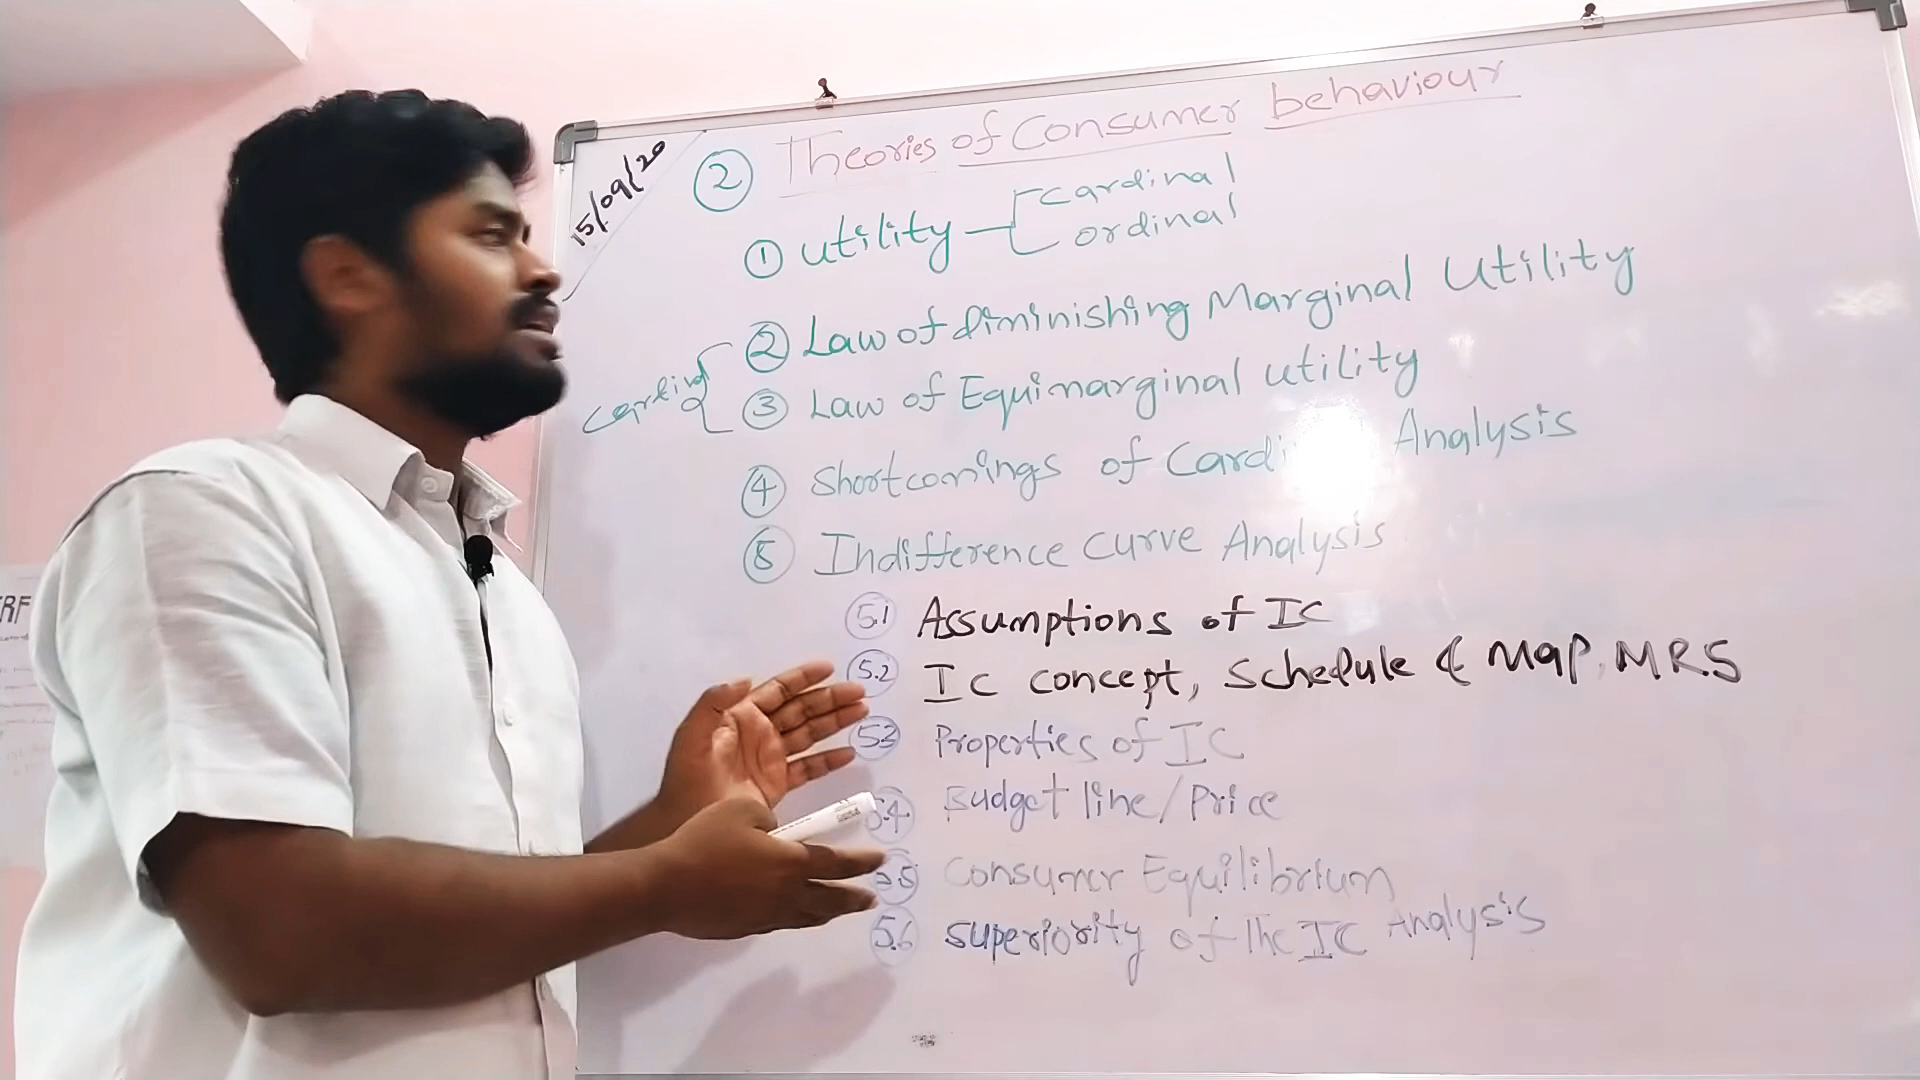 15/09/20
② Theories of Consumer behaviour
① Utility cardinal
ordinal
② Law of diminishing Marginal Utility
③ Law of Equimarginal Utility
④ Shortcomings of Cardi Analysis
⑤ Indifference curve Analysis
5.1 Assumptions of IC
5.2 IC concept, Schedule & Map, MRS
5.3 Properties of IC
5.4 Budget line/Price
5.5 Consumer Equilibrium
5.6 Superiority of the IC Analysis
RF